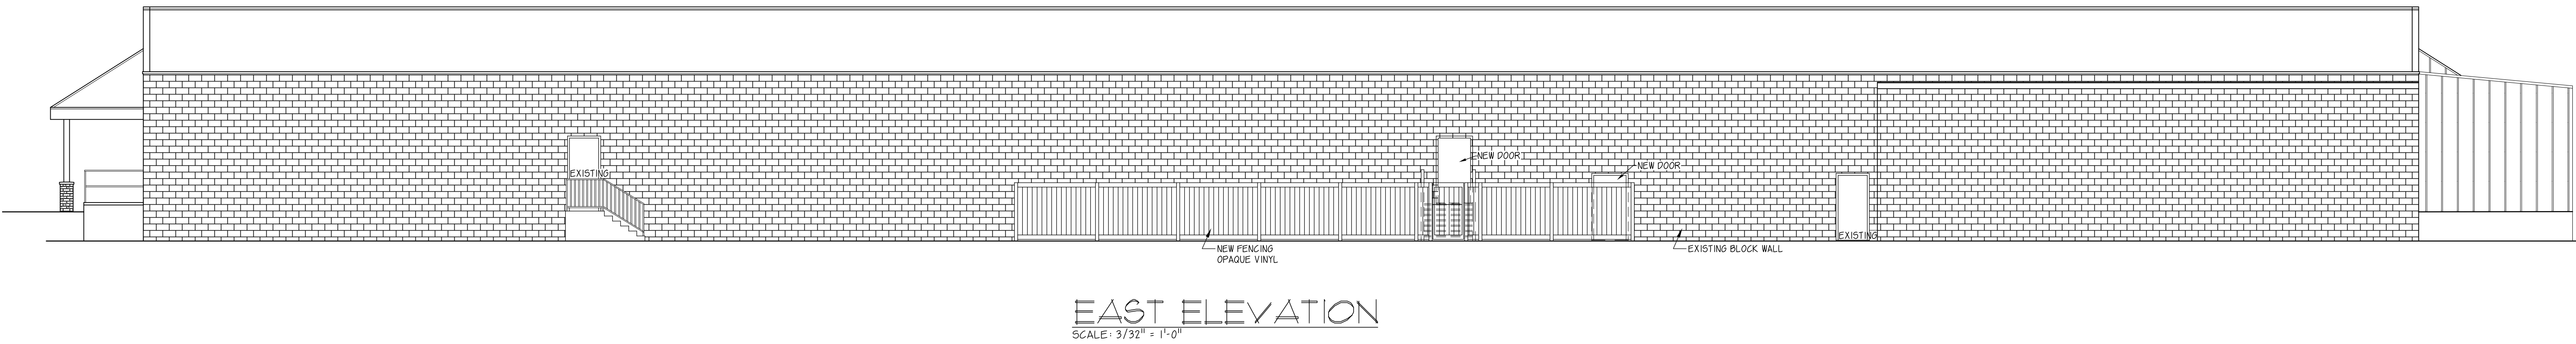 NEW DOOR
NEW DOOR
EXISTING
EXISTING
NEW FENCING
OPAQUE VINYL
EXISTING BLOCK WALL
EAST ELEVATION
SCALE: 3/32" = 1'-0"